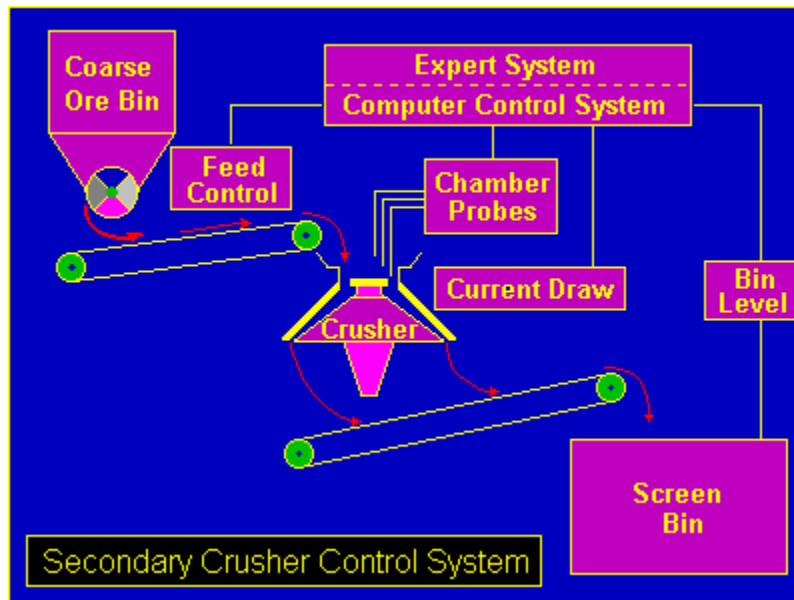 Coarse
Ore Bin
Expert System
Computer Control System
Feed
Control
Chamber
Probes
Current Draw
Bin
Level
Crusher
Screen
Bin
Secondary Crusher Control System